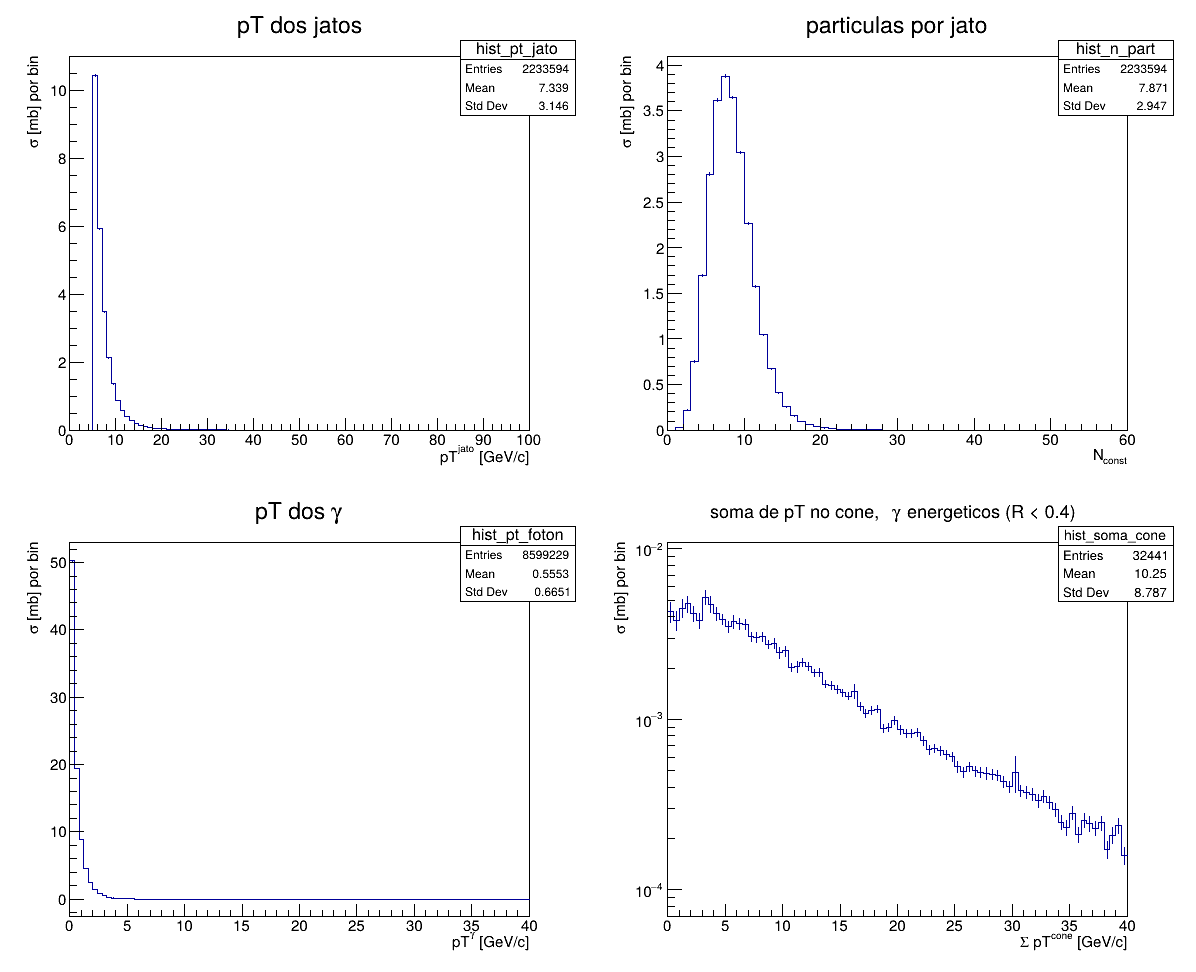 pT dos jatos
hist_pt_jato
Entries 2233594
Mean 7.339
Std Dev 3.146
σ [mb] por bin
10
8
6
4
2
0
0 10 20 30 40 50 60 70 80 90 100
pT^jato [GeV/c]
particulas por jato
hist_n_part
Entries 2233594
Mean 7.871
Std Dev 2.947
σ [mb] por bin
4
3.5
3
2.5
2
1.5
1
0.5
0
0 10 20 30 40 50 60
N_const
pT dos γ
hist_pt_foton
Entries 8599229
Mean 0.5553
Std Dev 0.6651
σ [mb] por bin
50
40
30
20
10
0
0 5 10 15 20 25 30 35 40
pT^γ [GeV/c]
soma de pT no cone, γ energeticos (R < 0.4)
hist_soma_cone
Entries 32441
Mean 10.25
Std Dev 8.787
σ [mb] por bin
10⁻²
10⁻³
10⁻⁴
0 5 10 15 20 25 30 35 40
Σ pT^cone [GeV/c]